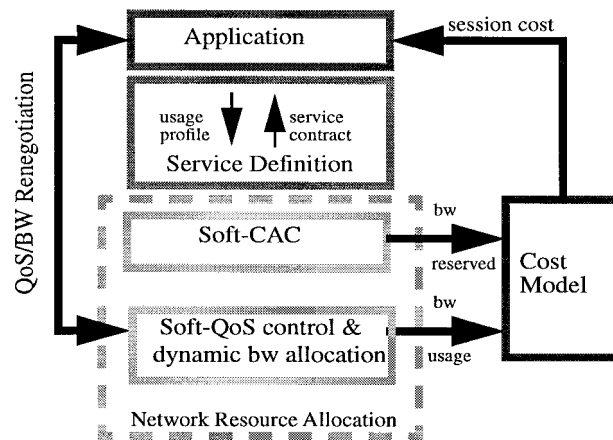 Application
session cost
usage
profile
service
contract
Service Definition
QoS/BW Renegotiation
Soft-CAC
bw
reserved
Cost
Model
Soft-QoS control &
dynamic bw allocation
bw
usage
Network Resource Allocation